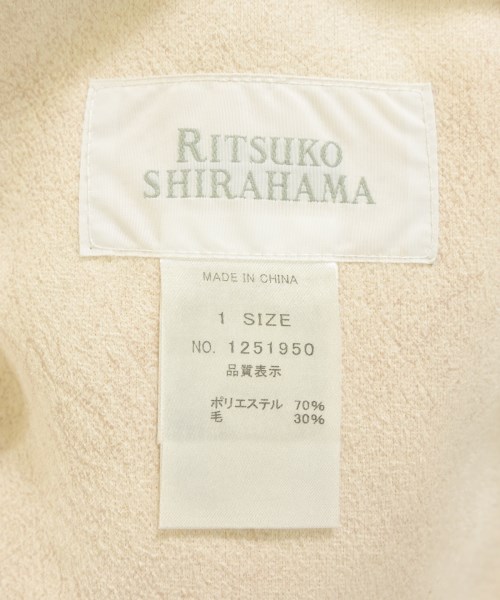 RITSUKO
SHIRAHAMA
MADE IN CHINA
1 SIZE
NO. 1251950
品質表示
ポリエステル 70%
毛 30%